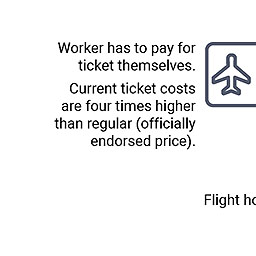 Worker has to pay for
ticket themselves.
Current ticket costs
are four times higher
than regular (officially
endorsed price).
Flight